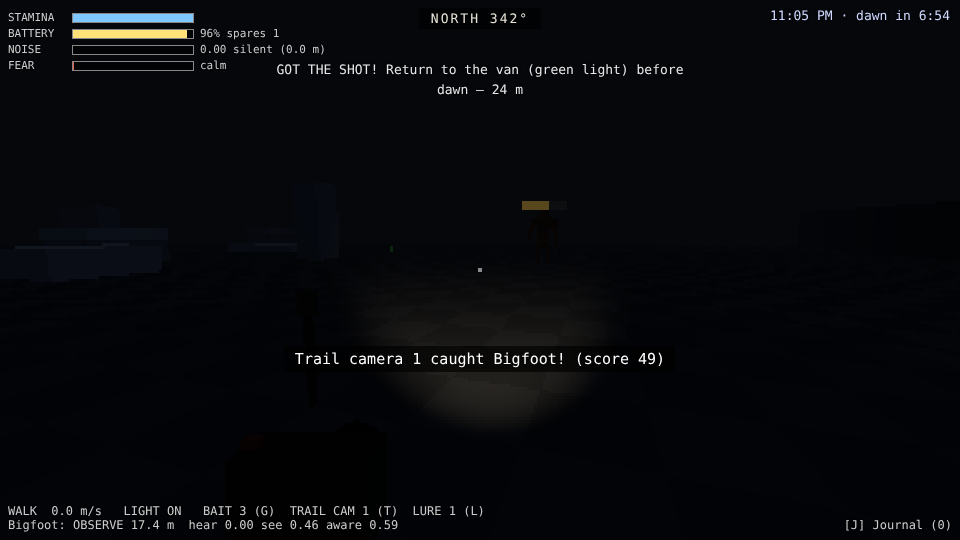 STAMINA
BATTERY 96% spares 1
NOISE 0.00 silent (0.0 m)
FEAR calm
NORTH 342°
11:05 PM · dawn in 6:54
GOT THE SHOT! Return to the van (green light) before
dawn — 24 m
Trail camera 1 caught Bigfoot! (score 49)
WALK 0.0 m/s LIGHT ON BAIT 3 (G) TRAIL CAM 1 (T) LURE 1 (L)
Bigfoot: OBSERVE 17.4 m hear 0.00 see 0.46 aware 0.59
[J] Journal (0)